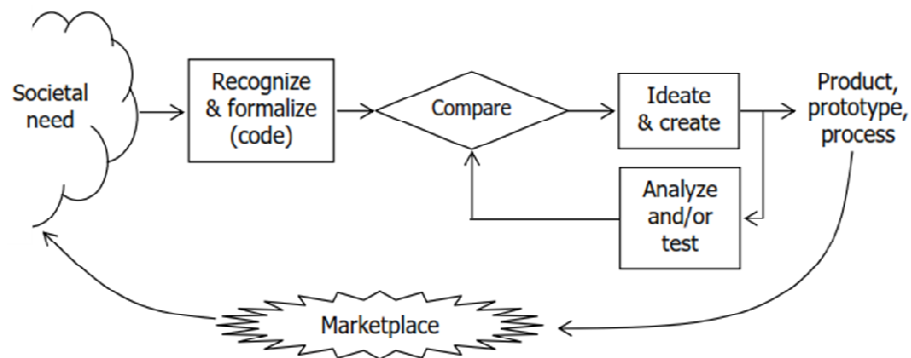 Societal
need
Recognize
& formalize
(code)
Compare
Ideate
& create
Product,
prototype,
process
Analyze
and/or
test
Marketplace